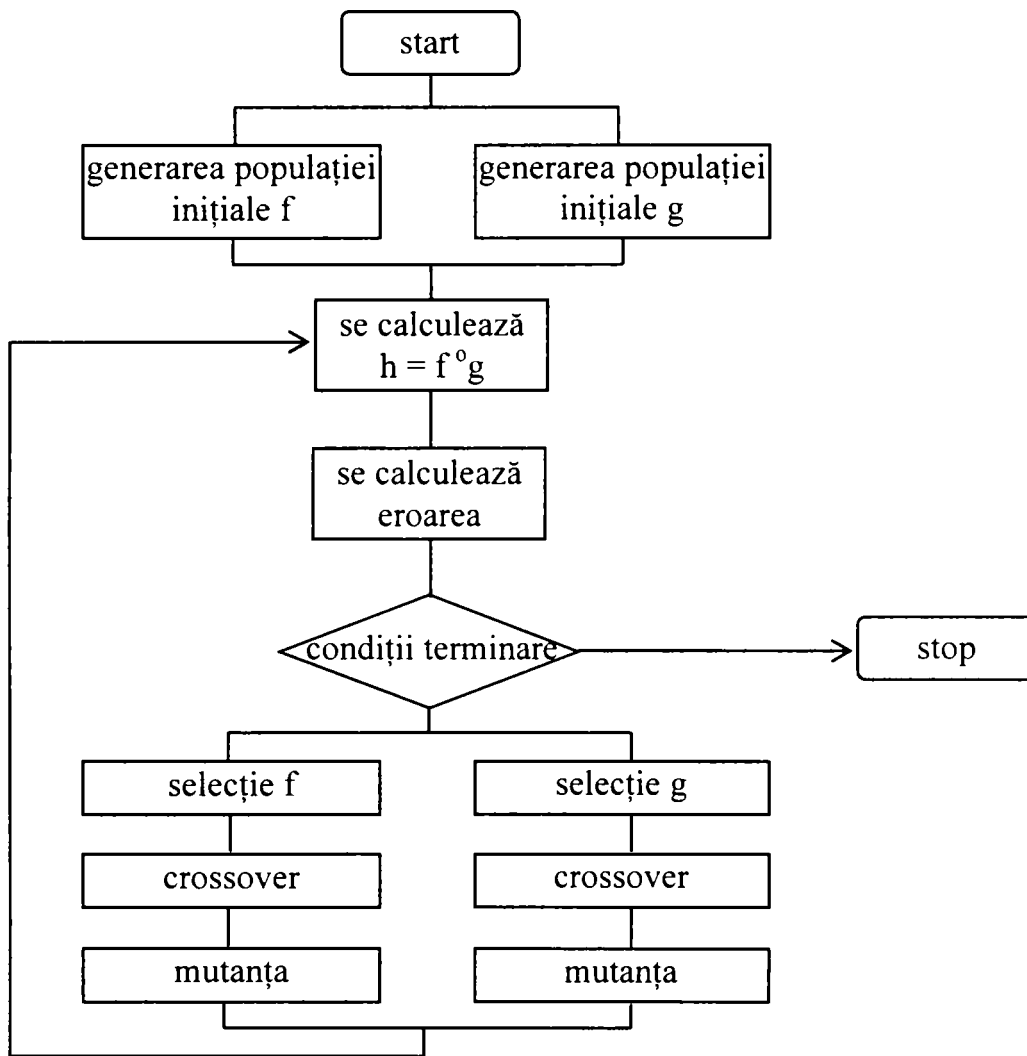 start
generarea populației
inițiale f
generarea populației
inițiale g
se calculează
h = f º g
se calculează
eroarea
condiții terminare
stop
selecție f
selecție g
crossover
crossover
mutanța
mutanța